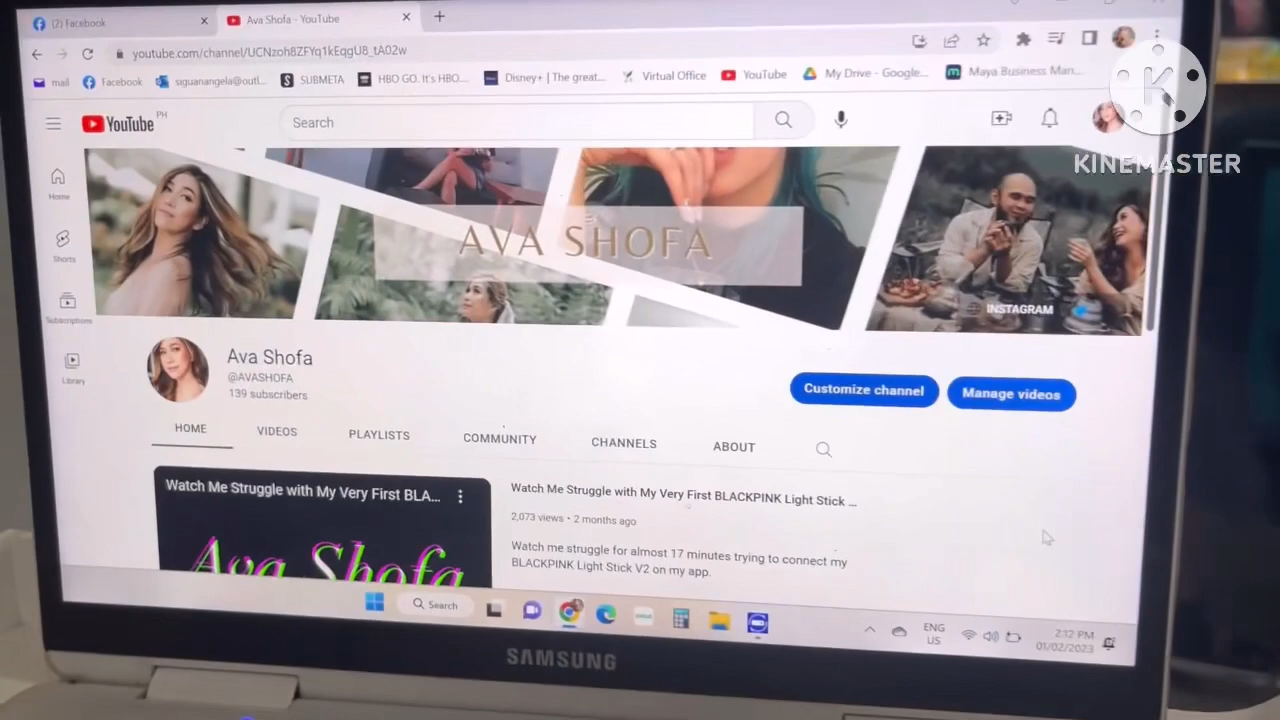 (2) Facebook
Ava Shofa - YouTube
youtube.com/channel/UCNzoh8ZFYq1kEqgU8_tA02w
mail
Facebook
siguanangela@outl...
SUBMETA
HBO GO. It's HBO...
Disney+ | The great...
Virtual Office
YouTube
My Drive - Google...
Maya Business Man...
K
KINEMASTER
YouTube
PH
Search
Home
Shorts
Subscriptions
Library
AVA SHOFA
INSTAGRAM
Ava Shofa
@AVASHOFA
139 subscribers
Customize channel
Manage videos
HOME
VIDEOS
PLAYLISTS
COMMUNITY
CHANNELS
ABOUT
Watch Me Struggle with My Very First BLA...
Ava Shofa
Watch Me Struggle with My Very First BLACKPINK Light Stick ...
2,073 views • 2 months ago
Watch me struggle for almost 17 minutes trying to connect my
BLACKPINK Light Stick V2 on my app.
Search
ENG
US
2:12 PM
01/02/2023
SAMSUNG